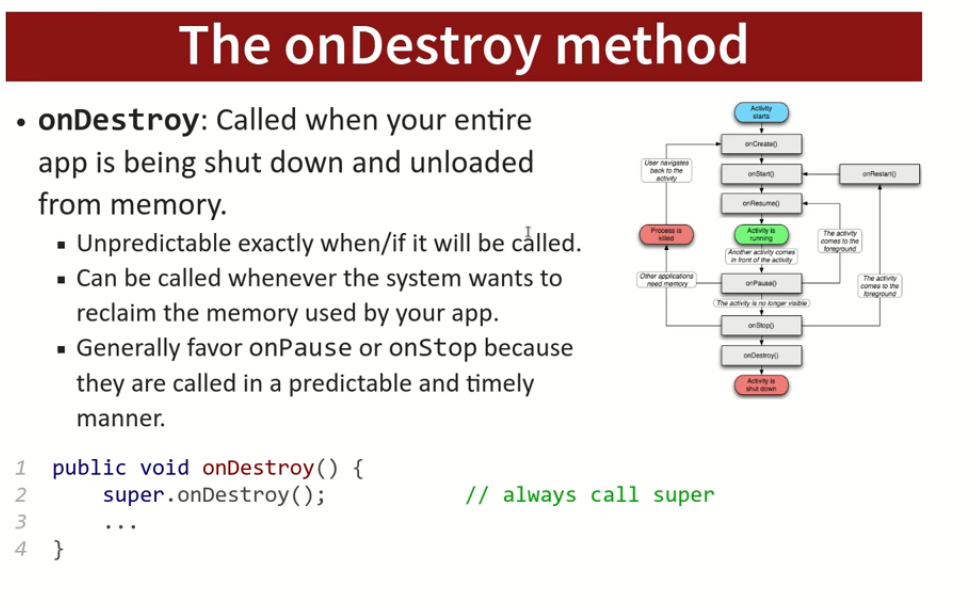 The onDestroy method
• onDestroy: Called when your entire
app is being shut down and unloaded
from memory.
▪ Unpredictable exactly when/if it will be called.
▪ Can be called whenever the system wants to
reclaim the memory used by your app.
▪ Generally favor onPause or onStop because
they are called in a predictable and timely
manner.
Activity
starts
onCreate()
User navigates
back to the
activity
onStart()
onRestart()
onResume()
Process is
killed
Activity is
running
The activity
comes to the
foreground
Another activity comes
in front of the activity
Other applications
need memory
onPause()
The activity
comes to the
foreground
The activity is no longer visible
onStop()
onDestroy()
Activity is
shut down
1 public void onDestroy() {
2 super.onDestroy(); // always call super
3 ...
4 }